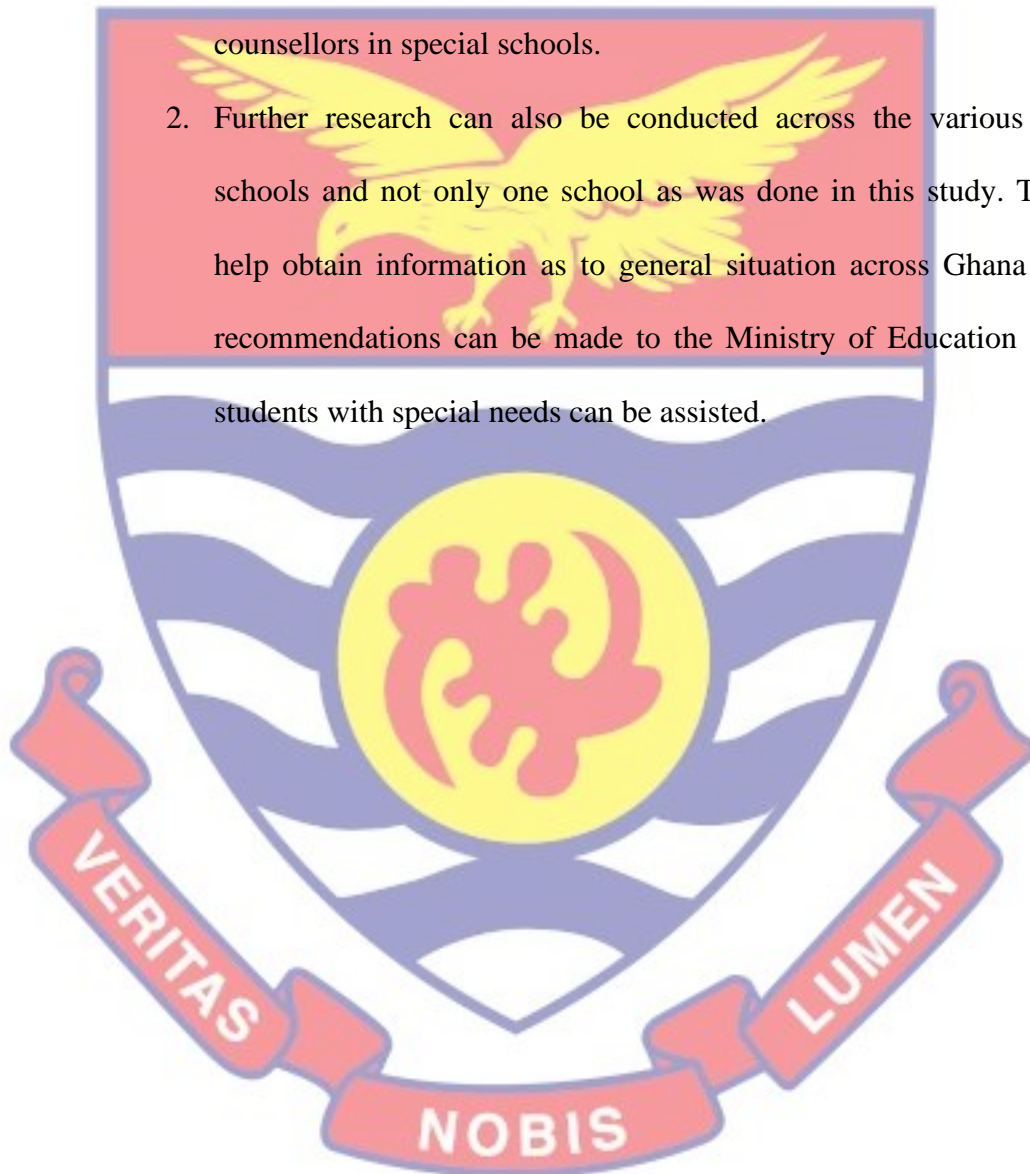 counsellors in special schools.
2. Further research can also be conducted across the various
schools and not only one school as was done in this study.
help obtain information as to general situation across Ghana
recommendations can be made to the Ministry of Education
students with special needs can be assisted.
VERITAS
NOBIS
LUMEN